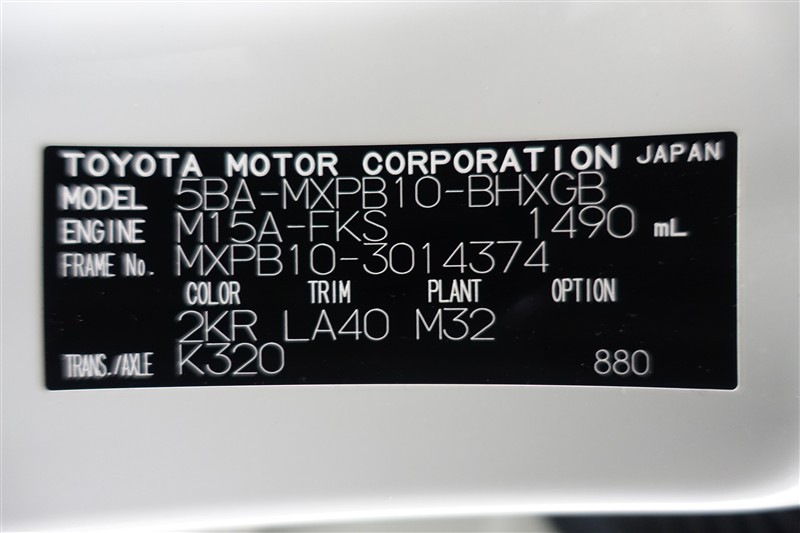 TOYOTA MOTOR CORPORATION JAPAN
MODEL 5BA-MXPB10-BHXGB
ENGINE M15A-FKS 1490 mL
FRAME No. MXPB10-3014374
COLOR TRIM PLANT OPTION
2KR LA40 M32
TRANS./AXLE K320 880